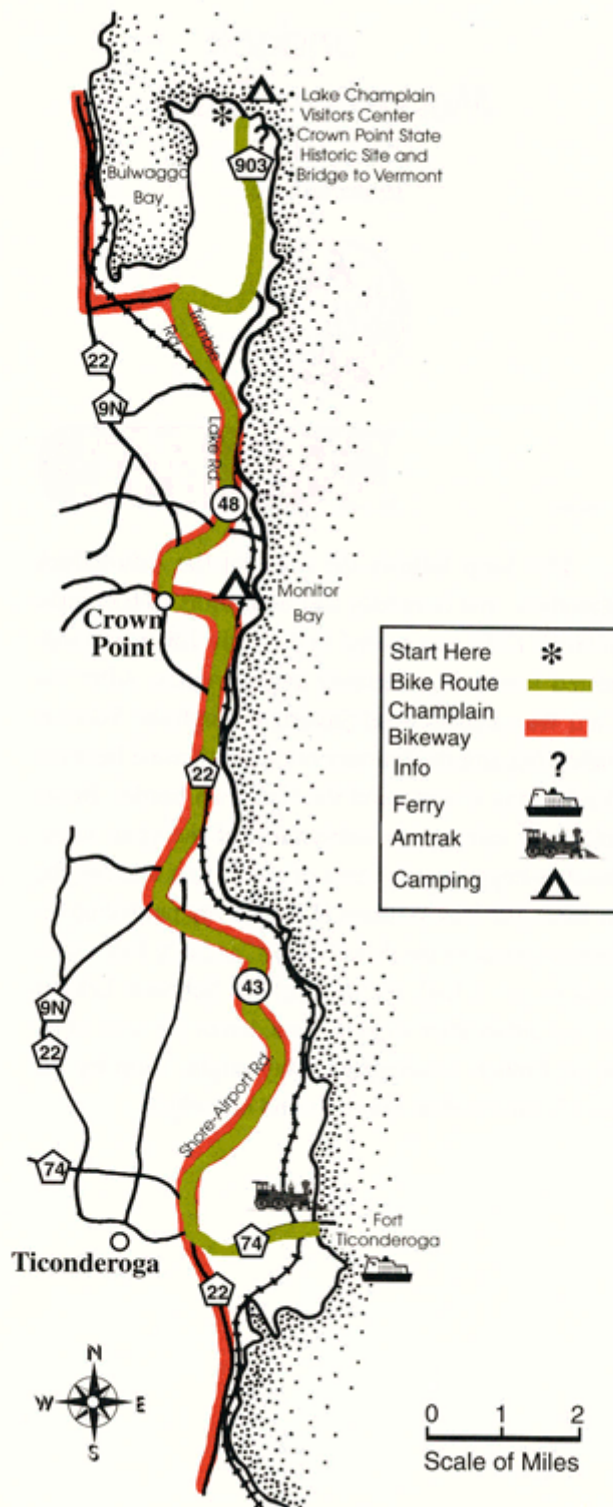 Lake Champlain
Visitors Center
Crown Point State
Historic Site and
Bridge to Vermont
*
903
Bulwagga
Bay
Trimble
Rd.
22
9N
Lake Rd.
48
Crown
Point
Monitor
Bay
Start Here *
Bike Route
Champlain
Bikeway
Info ?
Ferry
Amtrak
Camping
22
43
9N
22
Shore-Airport Rd.
74
Ticonderoga
74
Fort
Ticonderoga
22
N
W E
S
0 1 2
Scale of Miles